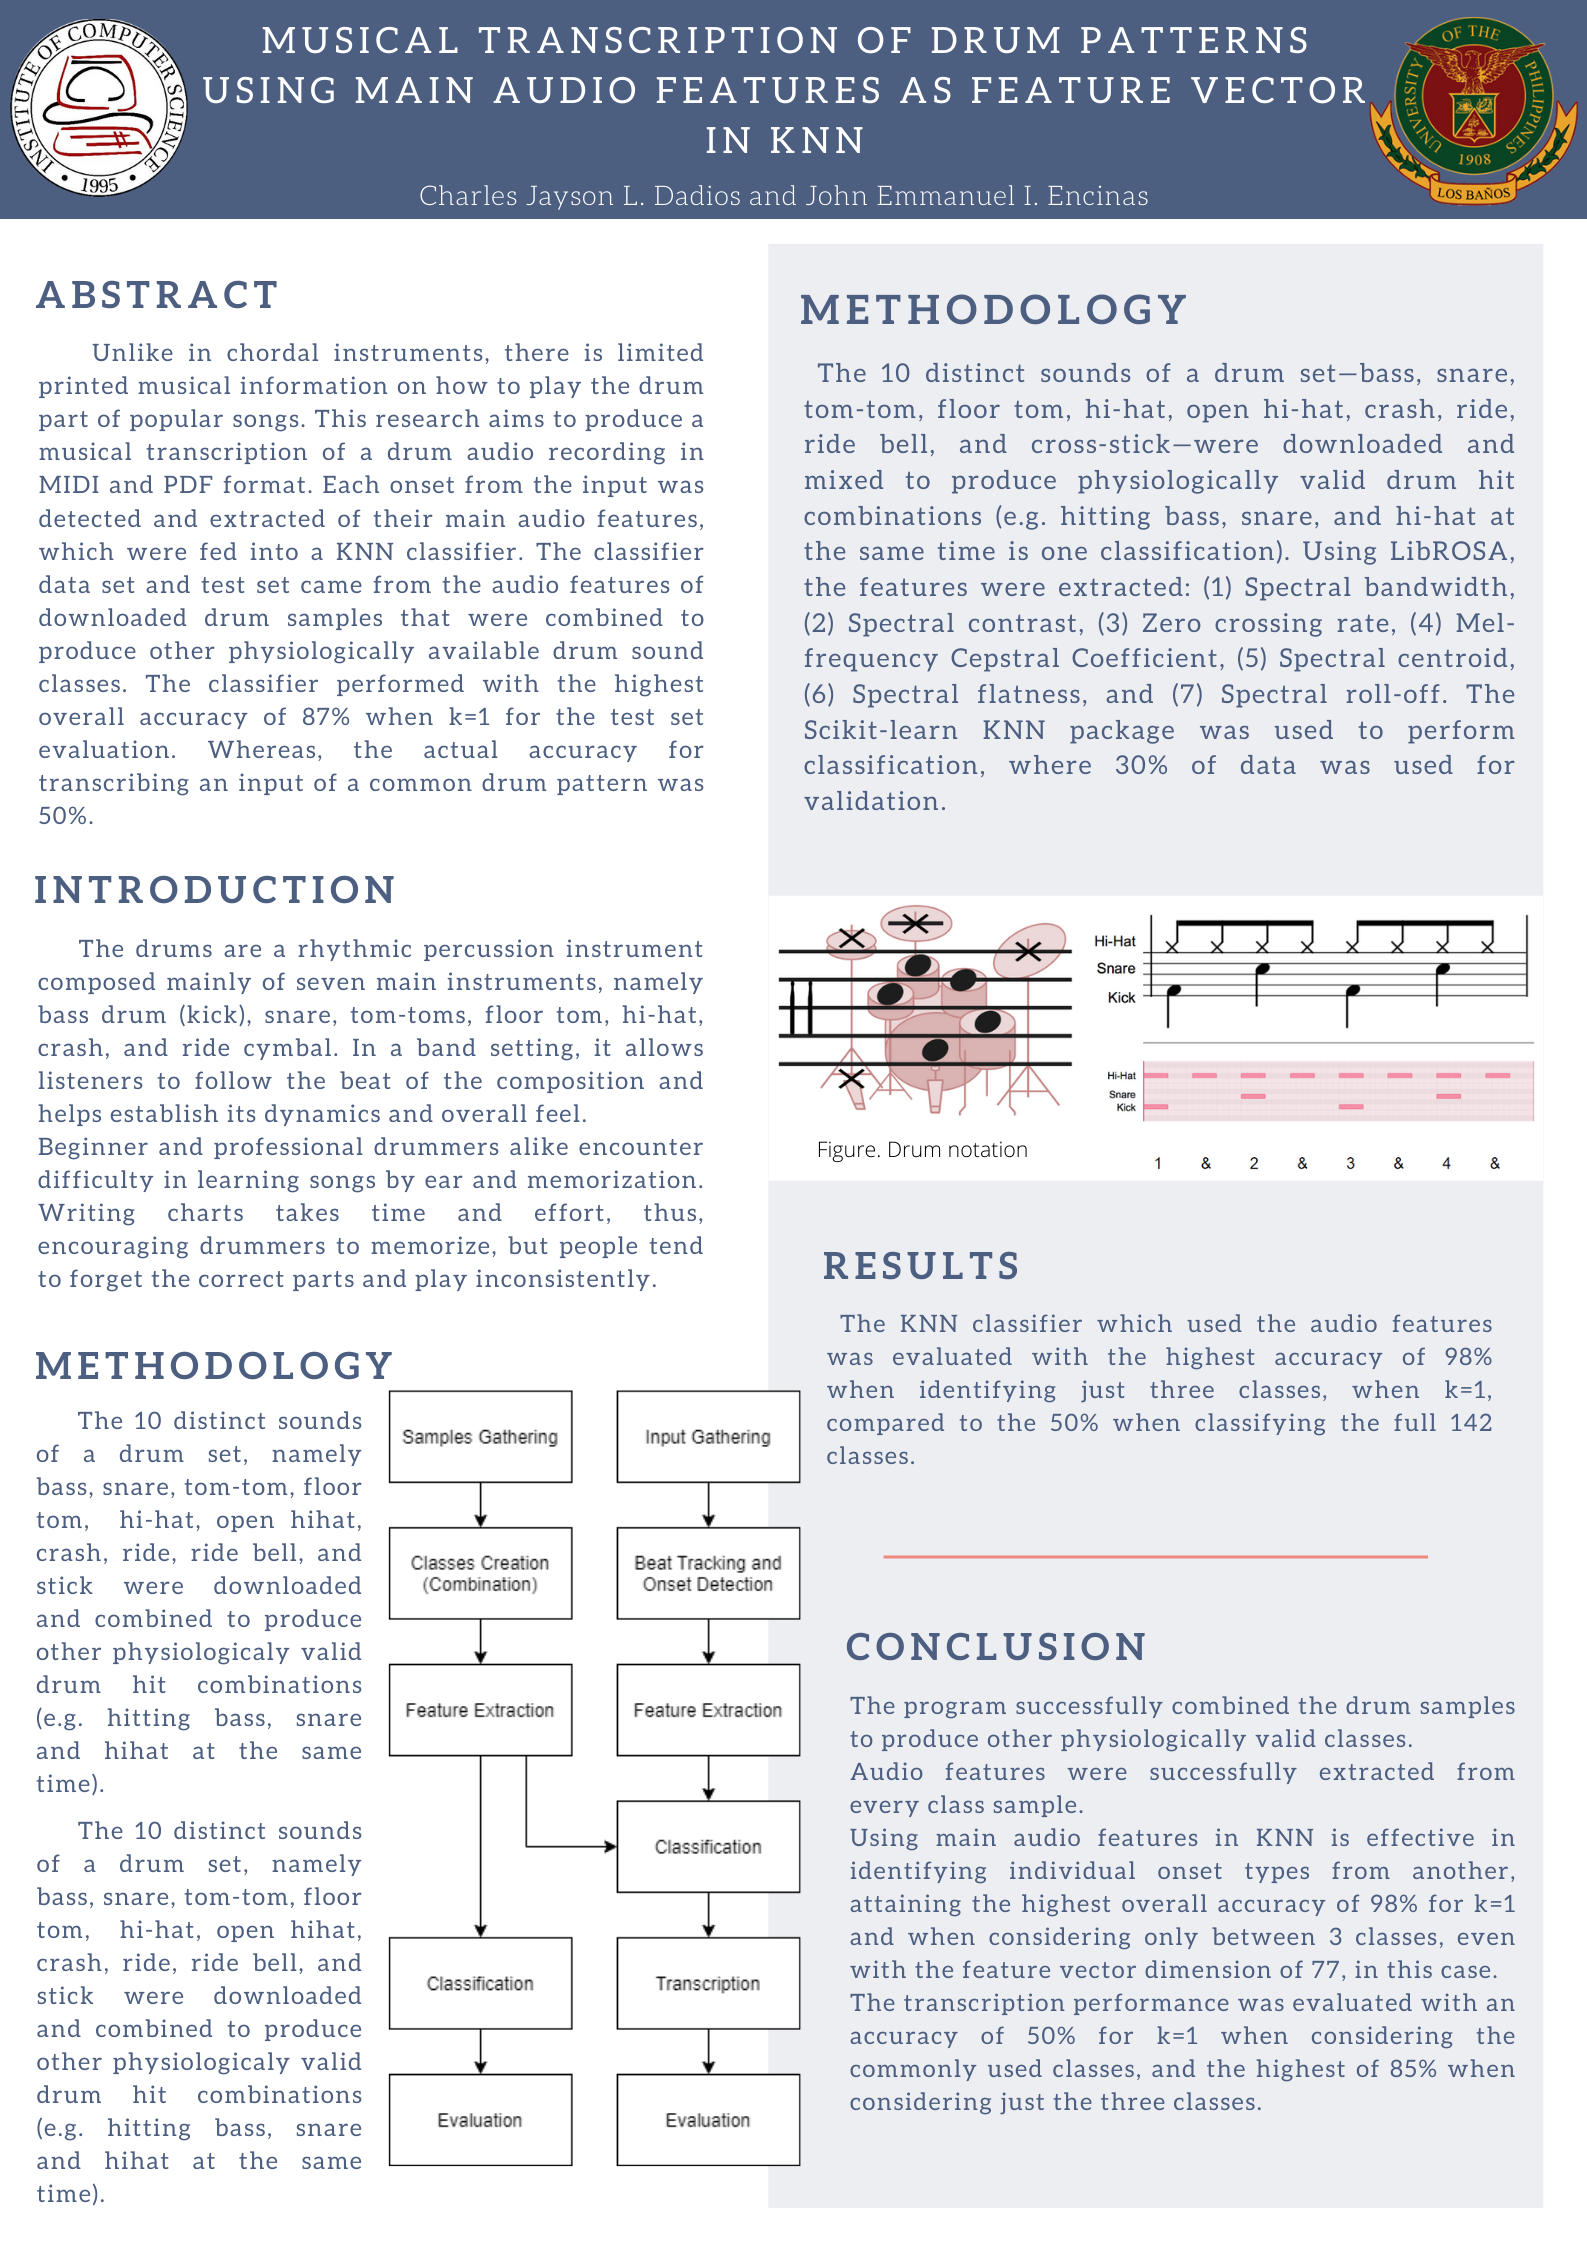 INSTITUTE OF COMPUTER SCIENCE
• 1995 •
MUSICAL TRANSCRIPTION OF DRUM PATTERNS
USING MAIN AUDIO FEATURES AS FEATURE VECTOR
IN KNN
Charles Jayson L. Dadios and John Emmanuel I. Encinas
UNIVERSITY OF THE PHILIPPINES
1908
LOS BAÑOS
ABSTRACT
Unlike in chordal instruments, there is limited
printed musical information on how to play the drum
part of popular songs. This research aims to produce a
musical transcription of a drum audio recording in
MIDI and PDF format. Each onset from the input was
detected and extracted of their main audio features,
which were fed into a KNN classifier. The classifier
data set and test set came from the audio features of
downloaded drum samples that were combined to
produce other physiologically available drum sound
classes. The classifier performed with the highest
overall accuracy of 87% when k=1 for the test set
evaluation. Whereas, the actual accuracy for
transcribing an input of a common drum pattern was
50%.
INTRODUCTION
The drums are a rhythmic percussion instrument
composed mainly of seven main instruments, namely
bass drum (kick), snare, tom-toms, floor tom, hi-hat,
crash, and ride cymbal. In a band setting, it allows
listeners to follow the beat of the composition and
helps establish its dynamics and overall feel.
Beginner and professional drummers alike encounter
difficulty in learning songs by ear and memorization.
Writing charts takes time and effort, thus,
encouraging drummers to memorize, but people tend
to forget the correct parts and play inconsistently.
METHODOLOGY
The 10 distinct sounds
of a drum set, namely
bass, snare, tom-tom, floor
tom, hi-hat, open hihat,
crash, ride, ride bell, and
stick were downloaded
and combined to produce
other physiologicaly valid
drum hit combinations
(e.g. hitting bass, snare
and hihat at the same
time).
The 10 distinct sounds
of a drum set, namely
bass, snare, tom-tom, floor
tom, hi-hat, open hihat,
crash, ride, ride bell, and
stick were downloaded
and combined to produce
other physiologicaly valid
drum hit combinations
(e.g. hitting bass, snare
and hihat at the same
time).
Samples Gathering
Classes Creation
(Combination)
Feature Extraction
Classification
Evaluation
Input Gathering
Beat Tracking and
Onset Detection
Feature Extraction
Classification
Transcription
Evaluation
METHODOLOGY
The 10 distinct sounds of a drum set—bass, snare,
tom-tom, floor tom, hi-hat, open hi-hat, crash, ride,
ride bell, and cross-stick—were downloaded and
mixed to produce physiologically valid drum hit
combinations (e.g. hitting bass, snare, and hi-hat at
the same time is one classification). Using LibROSA,
the features were extracted: (1) Spectral bandwidth,
(2) Spectral contrast, (3) Zero crossing rate, (4) Mel-
frequency Cepstral Coefficient, (5) Spectral centroid,
(6) Spectral flatness, and (7) Spectral roll-off. The
Scikit-learn KNN package was used to perform
classification, where 30% of data was used for
validation.
Figure. Drum notation
Hi-Hat
Snare
Kick
Hi-Hat
Snare
Kick
1 & 2 & 3 & 4 &
RESULTS
The KNN classifier which used the audio features
was evaluated with the highest accuracy of 98%
when identifying just three classes, when k=1,
compared to the 50% when classifying the full 142
classes.
CONCLUSION
The program successfully combined the drum samples
to produce other physiologically valid classes.
Audio features were successfully extracted from
every class sample.
Using main audio features in KNN is effective in
identifying individual onset types from another,
attaining the highest overall accuracy of 98% for k=1
and when considering only between 3 classes, even
with the feature vector dimension of 77, in this case.
The transcription performance was evaluated with an
accuracy of 50% for k=1 when considering the
commonly used classes, and the highest of 85% when
considering just the three classes.